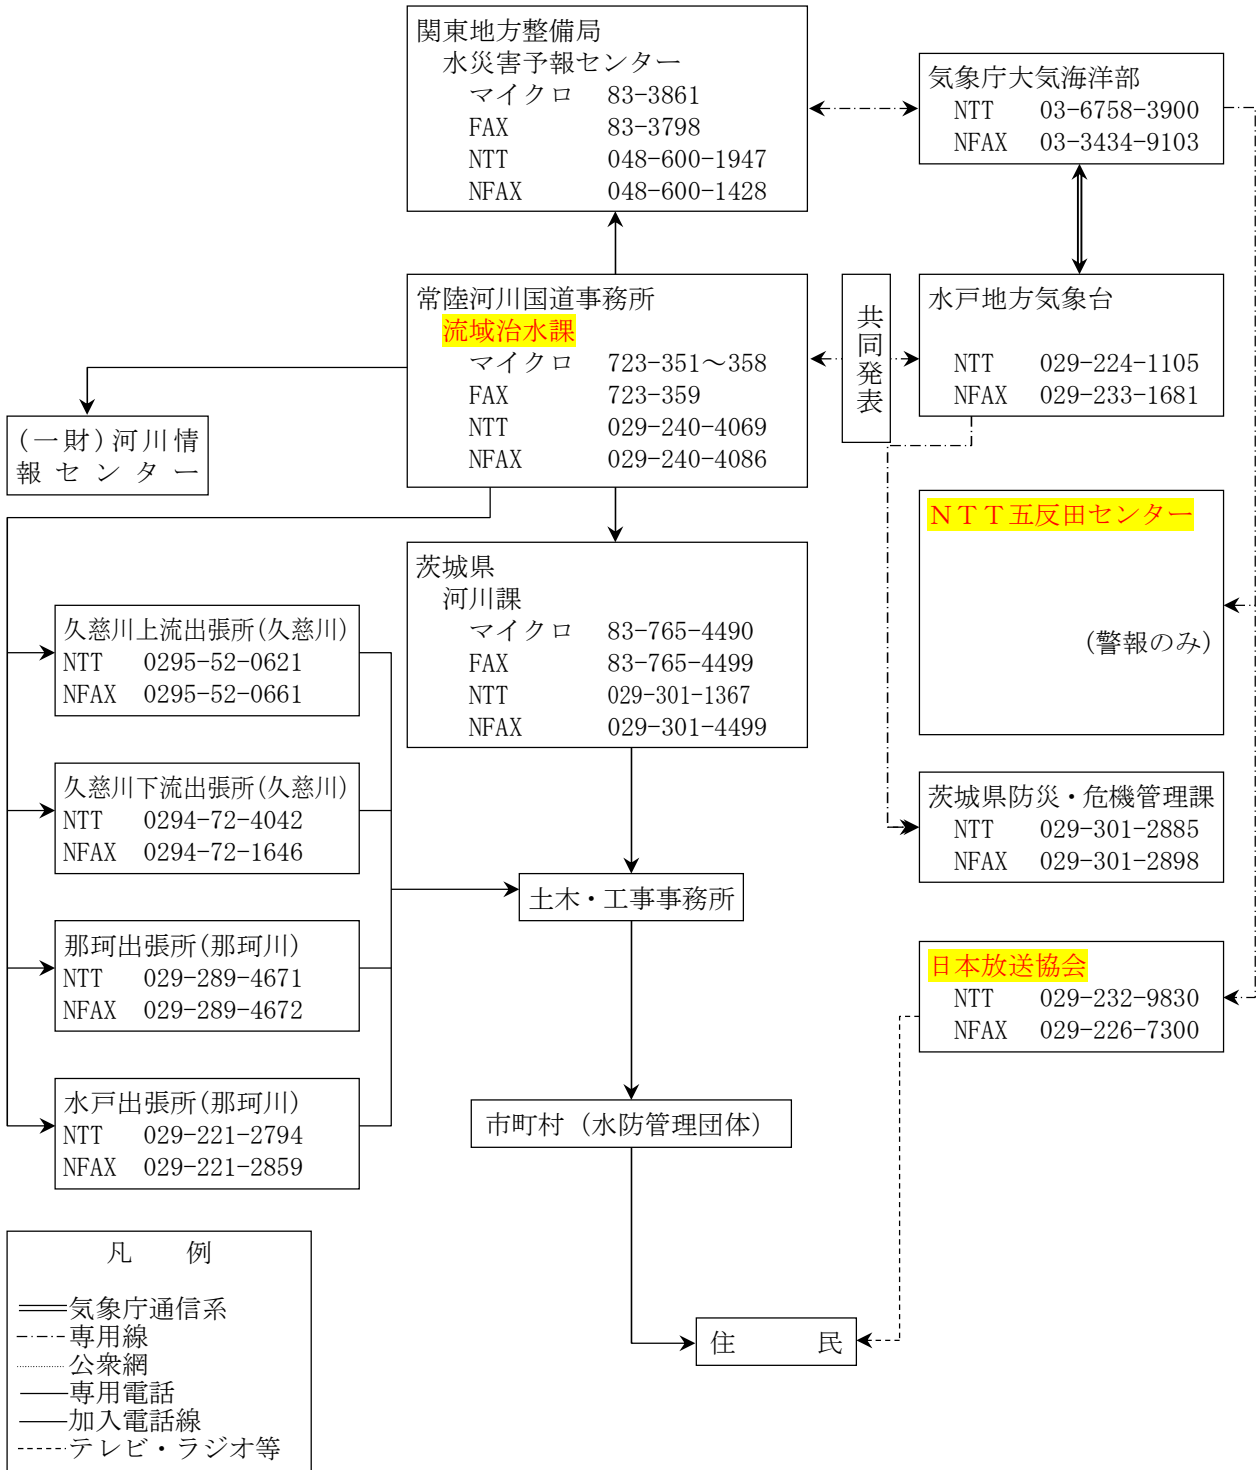 関東地方整備局
水災害予報センター
マイクロ 83-3861
FAX 83-3798
NTT 048-600-1947
NFAX 048-600-1428
気象庁大気海洋部
NTT 03-6758-3900
NFAX 03-3434-9103
常陸河川国道事務所
流域治水課
マイクロ 723-351～358
FAX 723-359
NTT 029-240-4069
NFAX 029-240-4086
共同発表
水戸地方気象台
NTT 029-224-1105
NFAX 029-233-1681
(一財)河川情
報センター
NTT五反田センター
(警報のみ)
茨城県
河川課
マイクロ 83-765-4490
FAX 83-765-4499
NTT 029-301-1367
NFAX 029-301-4499
久慈川上流出張所(久慈川)
NTT 0295-52-0621
NFAX 0295-52-0661
久慈川下流出張所(久慈川)
NTT 0294-72-4042
NFAX 0294-72-1646
茨城県防災・危機管理課
NTT 029-301-2885
NFAX 029-301-2898
土木・工事事務所
那珂出張所(那珂川)
NTT 029-289-4671
NFAX 029-289-4672
日本放送協会
NTT 029-232-9830
NFAX 029-226-7300
水戸出張所(那珂川)
NTT 029-221-2794
NFAX 029-221-2859
市町村（水防管理団体）
住 民
凡 例
気象庁通信系
専用線
公衆網
専用電話
加入電話線
テレビ・ラジオ等